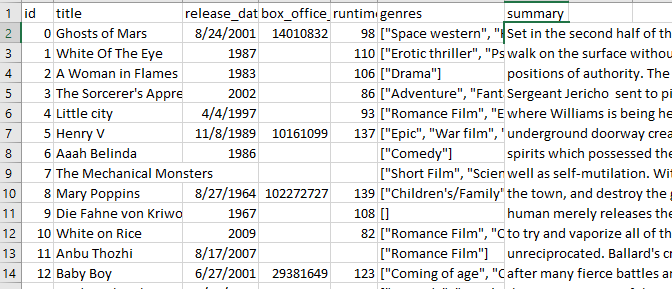 1 id title release_dat box_office_ runtime genres summary
2 0 Ghosts of Mars 8/24/2001 14010832 98 ["Space western", " Set in the second half of th
3 1 White Of The Eye 1987 110 ["Erotic thriller", "Ps walk on the surface withou
4 2 A Woman in Flames 1983 106 ["Drama"] positions of authority. The
5 3 The Sorcerer's Appre 2002 86 ["Adventure", "Fant Sergeant Jericho sent to pi
6 4 Little city 4/4/1997 93 ["Romance Film", "E where Williams is being he
7 5 Henry V 11/8/1989 10161099 137 ["Epic", "War film", " underground doorway crea
8 6 Aaah Belinda 1986 ["Comedy"] spirits which possessed the
9 7 The Mechanical Monsters ["Short Film", "Scien well as self-mutilation. Wit
10 8 Mary Poppins 8/27/1964 102272727 139 ["Children's/Family" the town, and destroy the g
11 9 Die Fahne von Kriwo 1967 108 [] human merely releases the
12 10 White on Rice 2009 82 ["Romance Film", "C to try and vaporize all of th
13 11 Anbu Thozhi 8/17/2007 ["Romance Film"] unreciprocated. Ballard's cr
14 12 Baby Boy 6/27/2001 29381649 123 ["Coming of age", "C after many fierce battles an